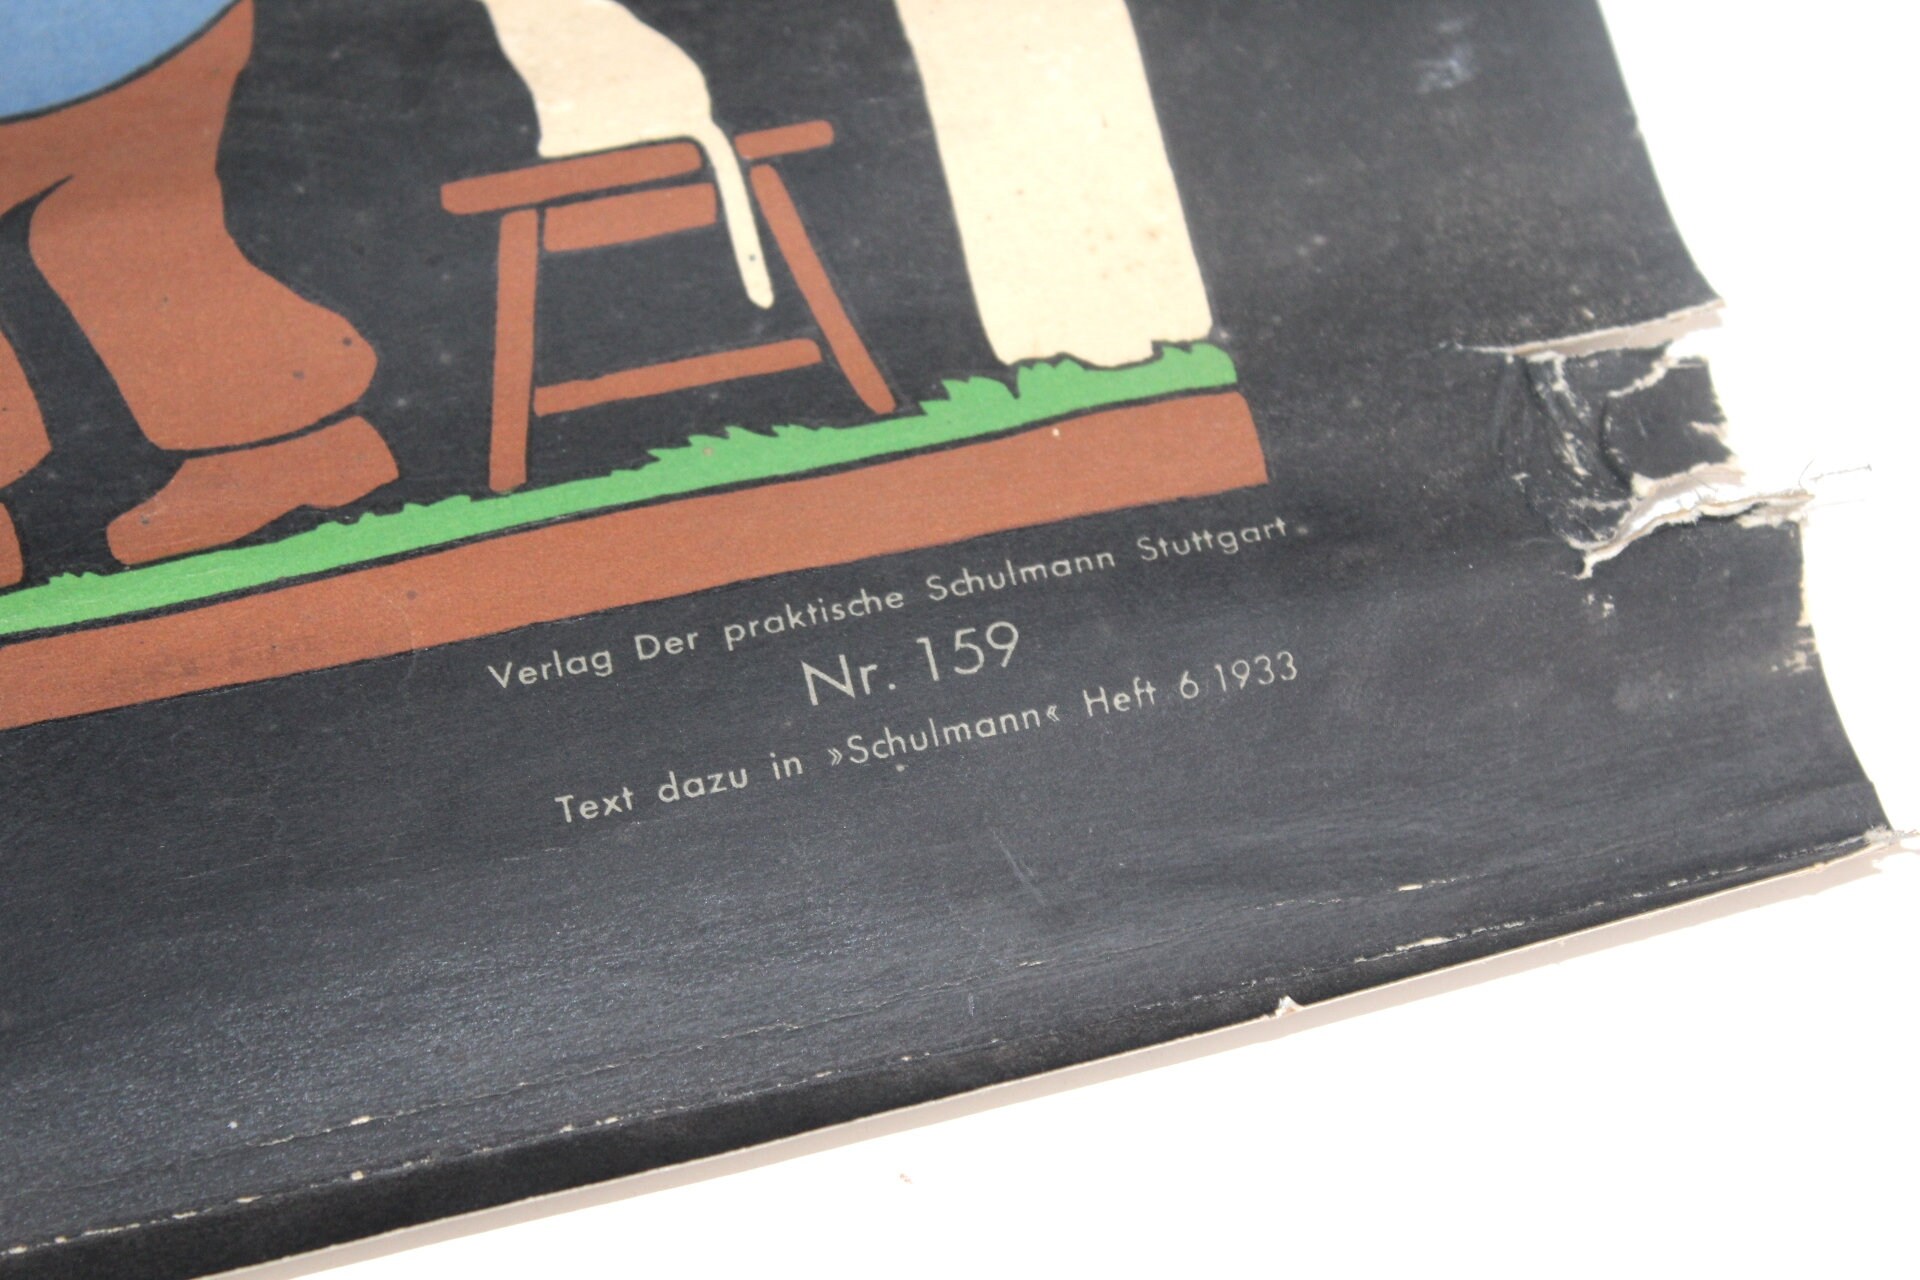 Verlag Der praktische Schulmann Stuttgart
Nr. 159
Text dazu in »Schulmann« Heft 6/1933